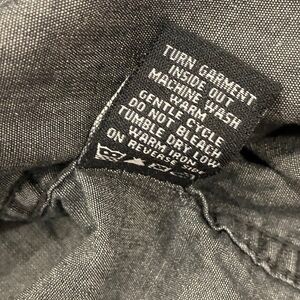 TURN GARMENT
INSIDE OUT
MACHINE WASH
WARM
GENTLE CYCLE
DO NOT BLEACH
TUMBLE DRY LOW
WARM IRON
ON REVERSE